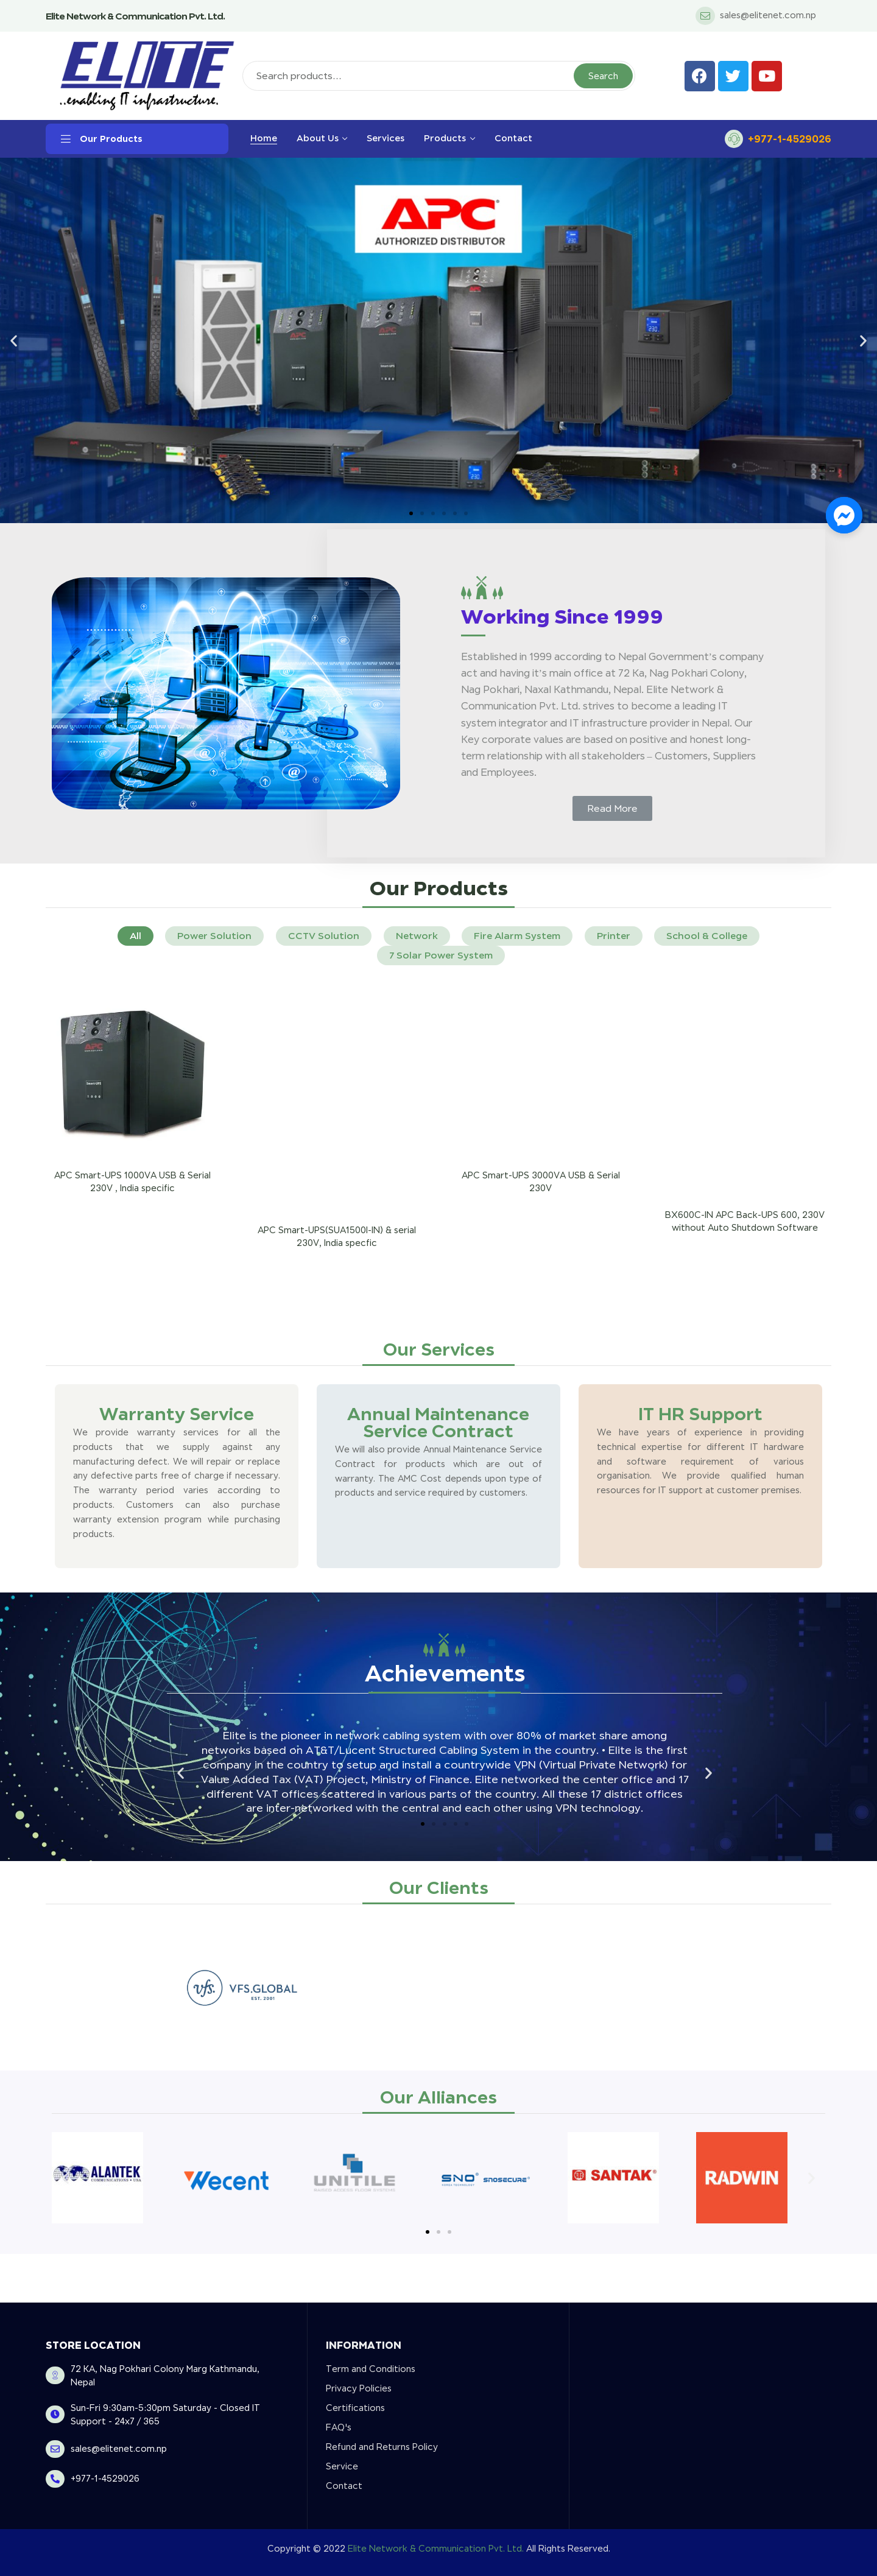 Elite Network & Communication Pvt. Ltd.
sales@elitenet.com.np
ELITE
..enabling IT infrastructure.
Search products...
Search
Our Products
Home
About Us
Services
Products
Contact
+977-1-4529016
APC
AUTHORIZED DISTRIBUTOR
Working Since 1999
Established in 1999 according to Nepal Government's company
act and having it's main office at 72 Ka, Nag Pokhari Colony,
Nag Pokhari, Naxal Kathmandu, Nepal. Elite Network &
Communication Pvt. Ltd. strives to become a leading IT
system integrator and IT infrastructure provider in Nepal. Our
Key corporate values are based on positive and honest long-
term relationship with all stakeholders – Customers, Suppliers
and Employees.
Read More
Our Products
All
Power Solution
CCTV Solution
Network
Fire Alarm System
Printer
School & College
7 Solar Power System
APC Smart-UPS 1000VA USB & Serial
230V , India specific
APC Smart-UPS(SUA1500I-IN) & serial
230V, India specfic
APC Smart-UPS 3000VA USB & Serial
230V
BX600C-IN APC Back-UPS 600, 230V
without Auto Shutdown Software
Our Services
Warranty Service
We provide warranty services for all the
products that we supply against any
manufacturing defect. We will repair or replace
any defective parts free of charge if necessary.
The warranty period varies according to
products. Customers can also purchase
warranty extension program while purchasing
products.
Annual Maintenance
Service Contract
We will also provide Annual Maintenance Service
Contract for products which are out of
warranty. The AMC Cost depends upon type of
products and service required by customers.
IT HR Support
We have years of experience in providing
technical expertise for different IT hardware
and software requirement of various
organisation. We provide qualified human
resources for IT support at customer premises.
Achievements
Elite is the pioneer in network cabling system with over 80% of market share among
networks based on AT&T/Lucent Structured Cabling System in the country. • Elite is the first
company in the country to setup and install a countrywide VPN (Virtual Private Network) for
Value Added Tax (VAT) Project, Ministry of Finance. Elite networked the center office and 17
different VAT offices scattered in various parts of the country. All these 17 district offices
are inter-networked with the central and each other using VPN technology.
Our Clients
vfs.
VFS.GLOBAL
EST. 2001
Our Alliances
ALANTEK
COMMUNICATIONS • USA
Wecent
UNITILE
SNO
SNOSECURE
SANTAK
RADWIN
STORE LOCATION
72 KA, Nag Pokhari Colony Marg Kathmandu,
Nepal
Sun-Fri 9:30am-5:30pm Saturday - Closed IT
Support - 24x7 / 365
sales@elitenet.com.np
+977-1-4529026
INFORMATION
Term and Conditions
Privacy Policies
Certifications
FAQ's
Refund and Returns Policy
Service
Contact
Copyright © 2022 Elite Network & Communication Pvt. Ltd. All Rights Reserved.